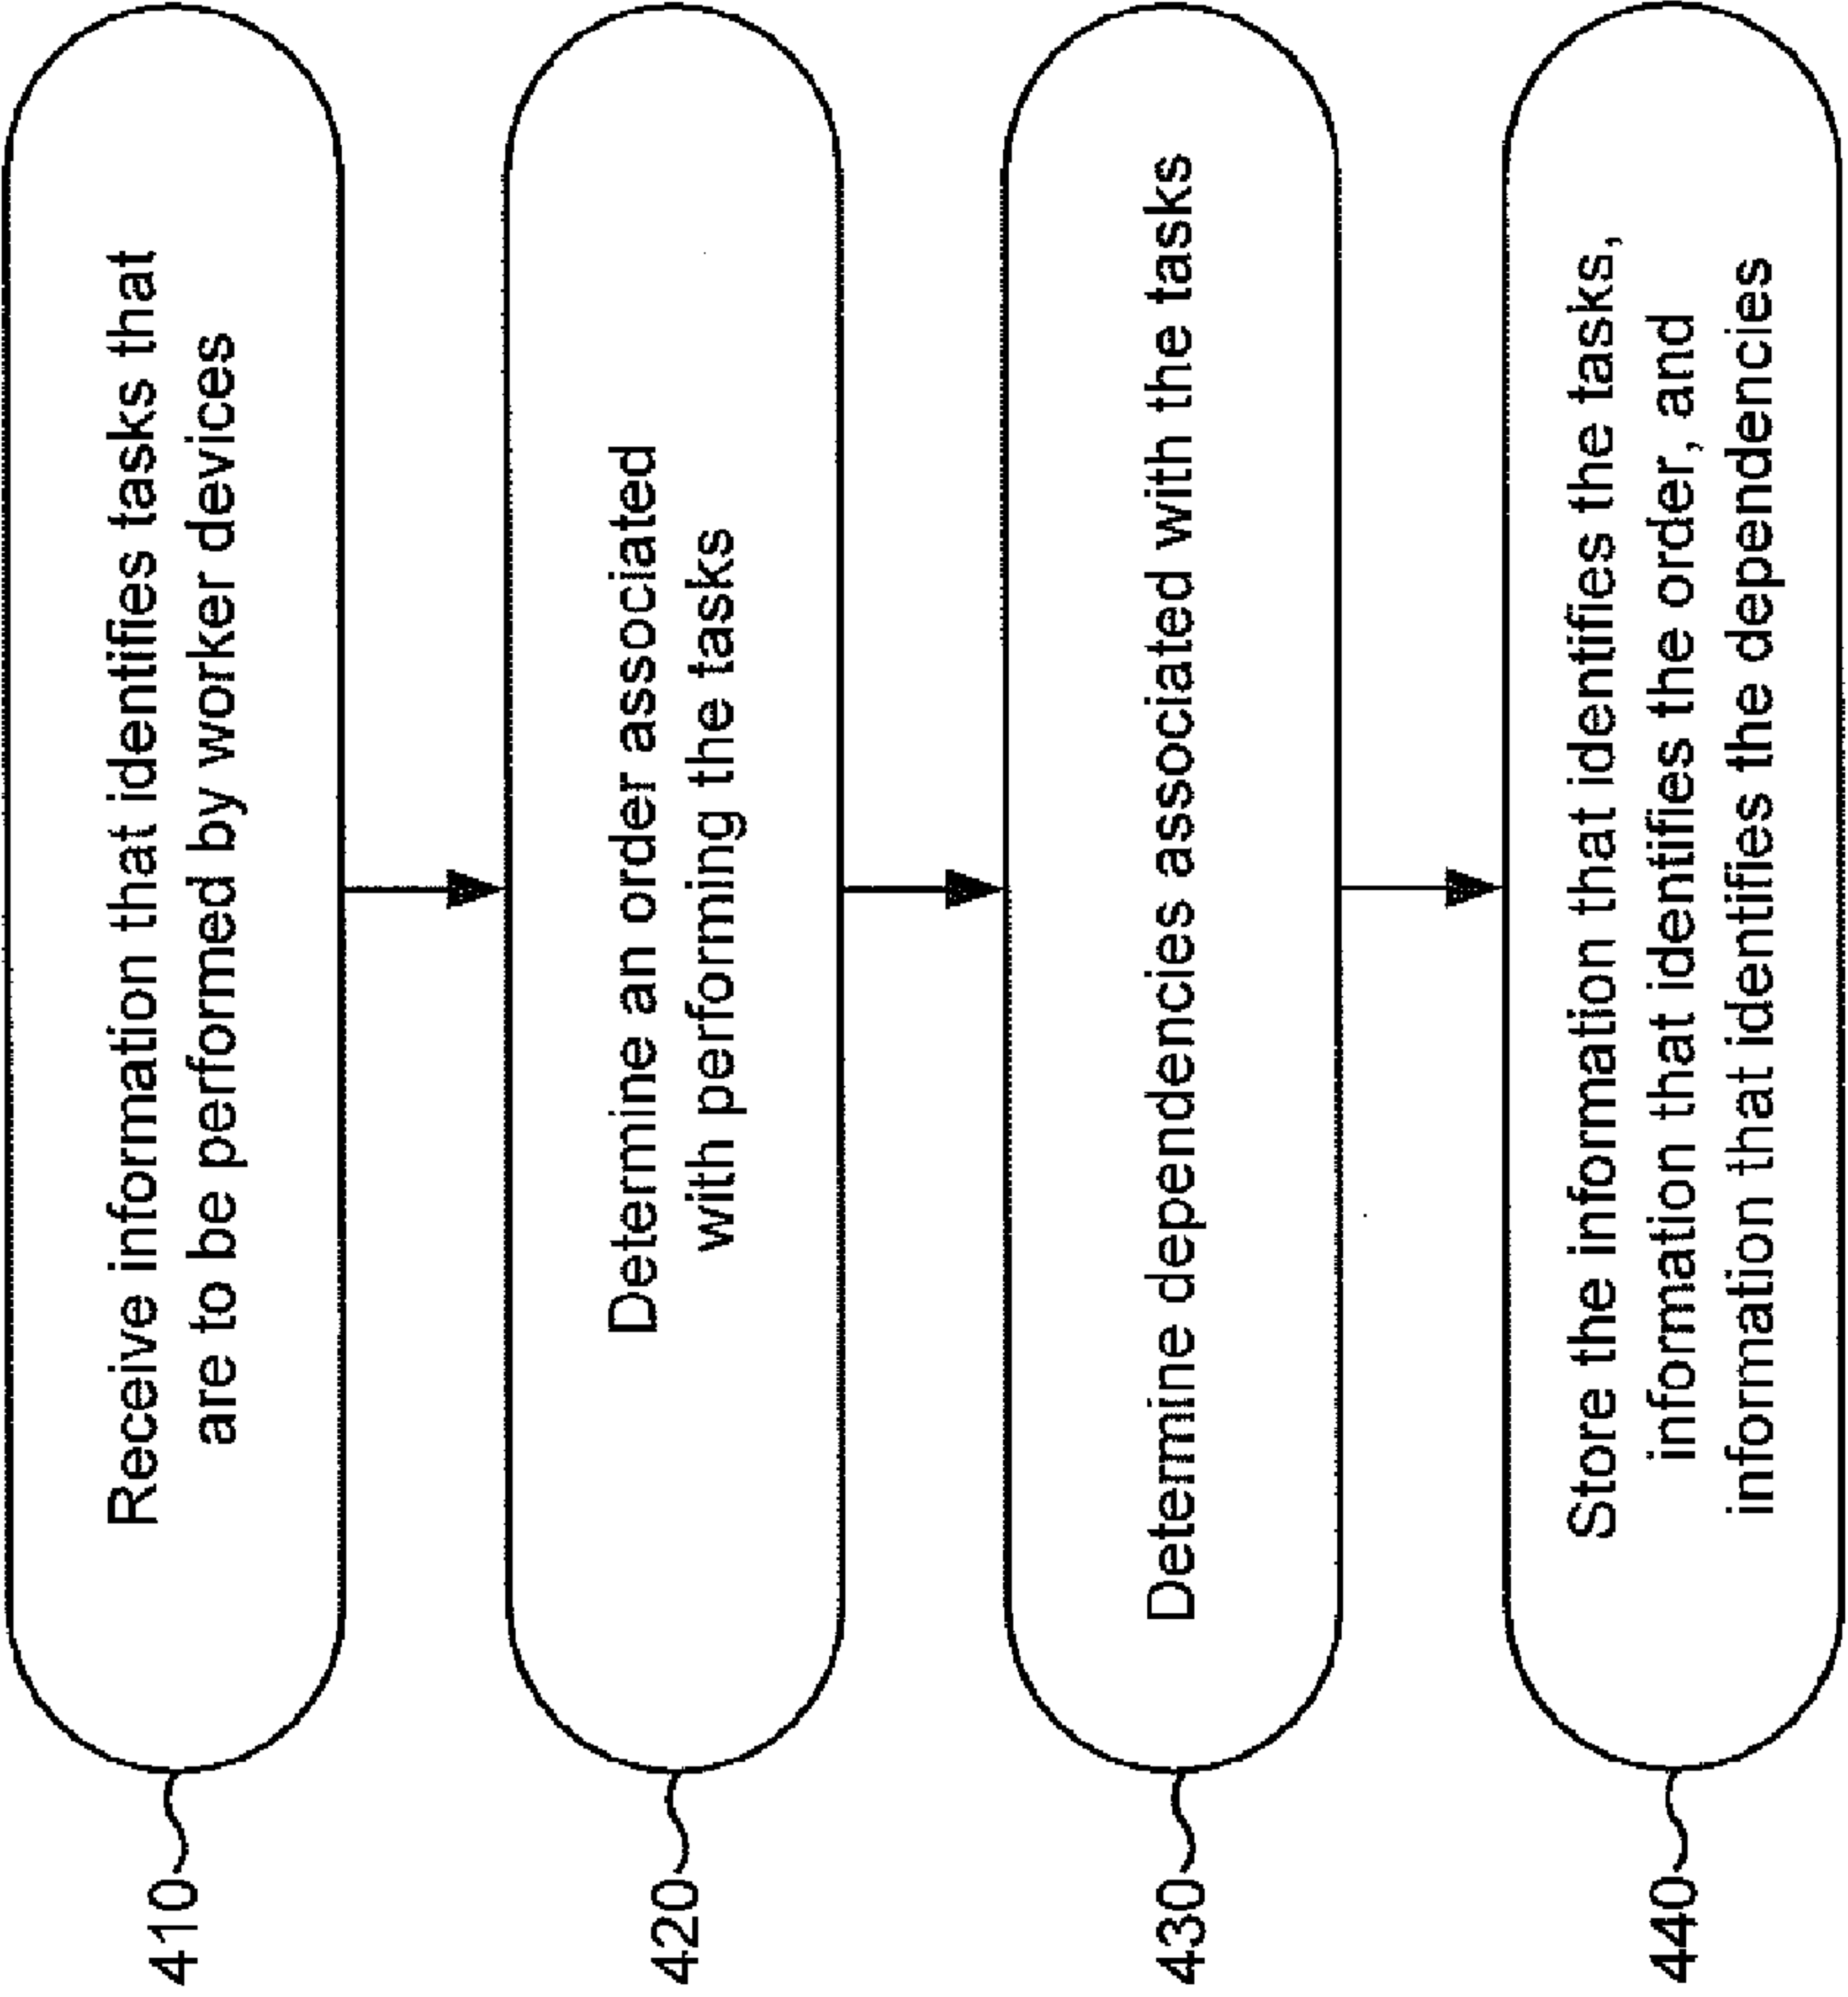 410
Receive information that identifies tasks that
are to be performed by worker devices
420
Determine an order associated
with performing the tasks
430
Determine dependencies associated with the tasks
440
Store the information that identifies the tasks,
information that identifies the order, and
information that identifies the dependencies